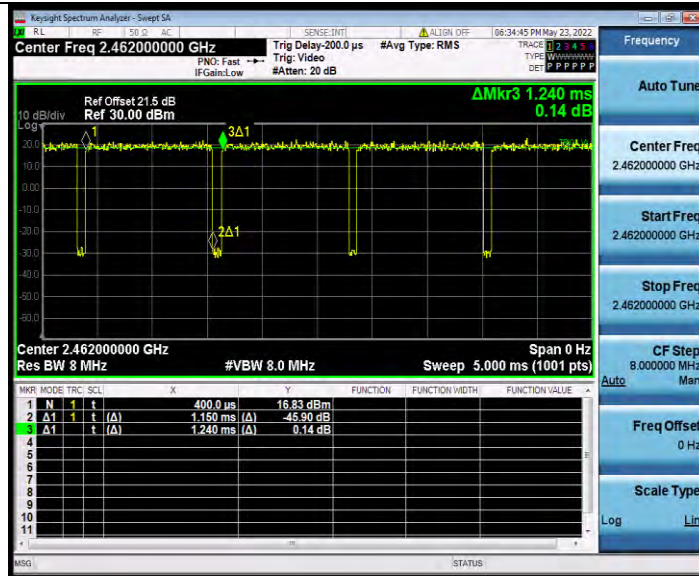 Keysight Spectrum Analyzer - Swept SA
RL RF 50 Ω AC SENSE:INT ALIGN OFF 06:34:45 PM May 23, 2022
Center Freq 2.462000000 GHz
Trig Delay-200.0 µs #Avg Type: RMS
TRACE 1 2 3 4 5 6
PNO: Fast Trig: Video
TYPE WWWWWW
IFGain:Low #Atten: 20 dB
DET P P P P P P
Frequency
Auto Tune
Center Freq
2.462000000 GHz
Start Freq
2.462000000 GHz
Stop Freq
2.462000000 GHz
CF Step
8.000000 MHz
Auto Man
Freq Offset
0 Hz
Scale Type
Log Lin
ΔMkr3 1.240 ms
0.14 dB
Ref Offset 21.5 dB
10 dB/div Ref 30.00 dBm
Log
1
3Δ1
2Δ1
20.0
10.0
0.00
-10.0
-20.0
-30.0
-40.0
-50.0
-60.0
Center 2.462000000 GHz Span 0 Hz
Res BW 8 MHz #VBW 8.0 MHz Sweep 5.000 ms (1001 pts)
MKR MODE TRC SCL X Y FUNCTION FUNCTION WIDTH FUNCTION VALUE
1 N 1 t 400.0 µs 16.83 dBm
2 Δ1 1 t (Δ) 1.150 ms (Δ) -45.90 dB
3 Δ1 t (Δ) 1.240 ms (Δ) 0.14 dB
4
5
6
7
8
9
10
11
MSG STATUS